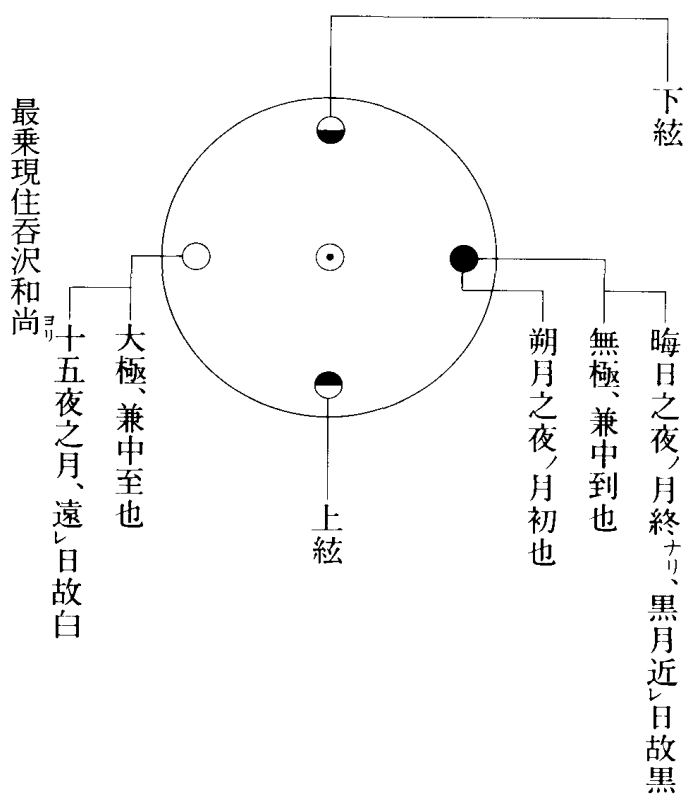 下絃
晦日之夜ノ月終ナリ、黒月近レ日故黒
無極、兼中到也
朔月之夜ノ月初也
上絃
大極、兼中至也
十五夜之月、遠レ日故白
最乗現住呑沢和尚ヨリ